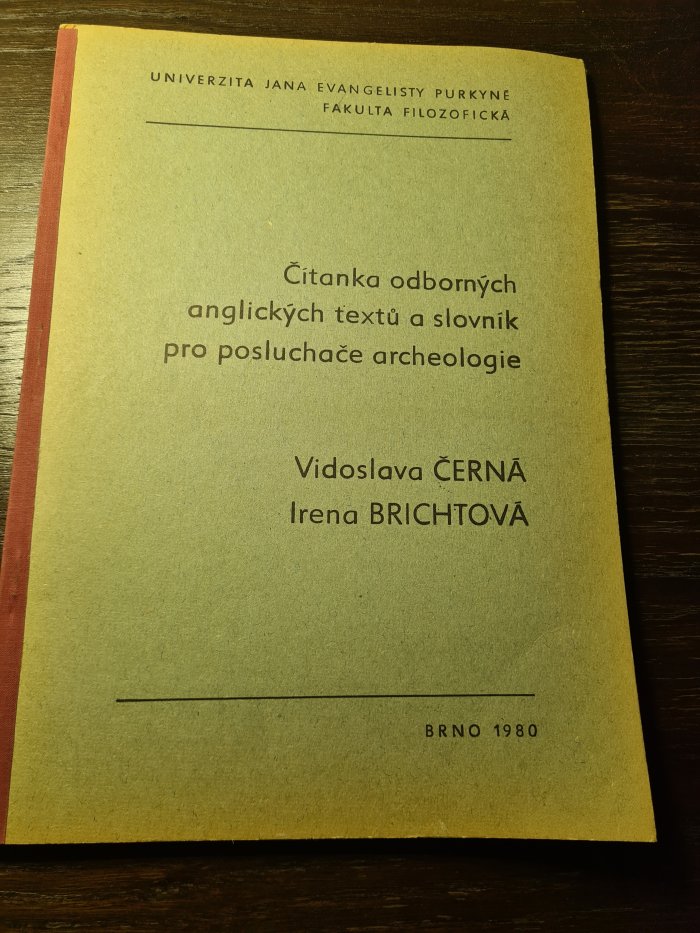 UNIVERZITA JANA EVANGELISTY PURKYNĚ
FAKULTA FILOZOFICKÁ
Čítanka odborných
anglických textů a slovník
pro posluchače archeologie
Vidoslava ČERNÁ
Irena BRICHTOVÁ
BRNO 1980